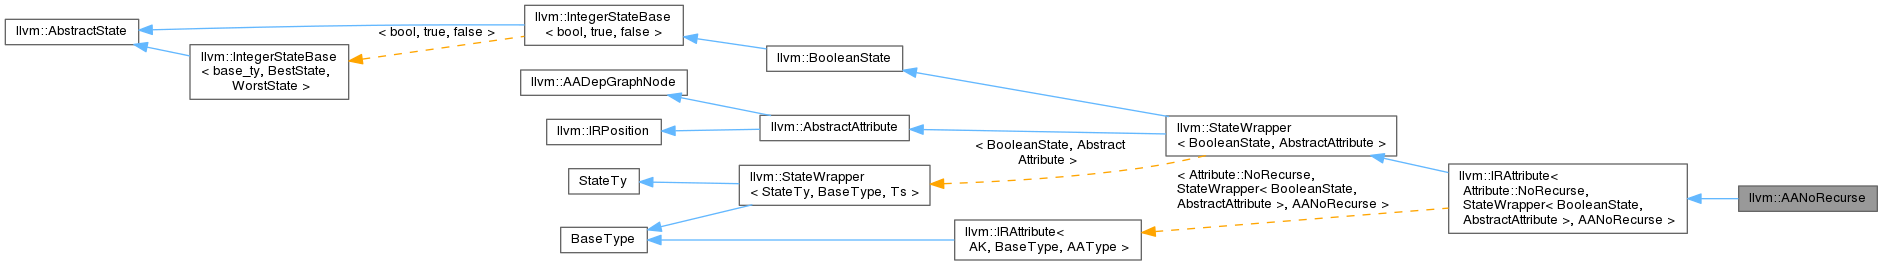 llvm::AbstractState
llvm::IntegerStateBase
< base_ty, BestState,
WorstState >
< bool, true, false >
llvm::IntegerStateBase
< bool, true, false >
llvm::BooleanState
llvm::AADepGraphNode
llvm::IRPosition
llvm::AbstractAttribute
StateTy
BaseType
llvm::StateWrapper
< StateTy, BaseType, Ts >
< BooleanState, Abstract
Attribute >
llvm::StateWrapper
< BooleanState, AbstractAttribute >
< Attribute::NoRecurse,
StateWrapper< BooleanState,
AbstractAttribute >, AANoRecurse >
llvm::IRAttribute<
AK, BaseType, AAType >
llvm::IRAttribute<
Attribute::NoRecurse,
StateWrapper< BooleanState,
AbstractAttribute >, AANoRecurse >
llvm::AANoRecurse